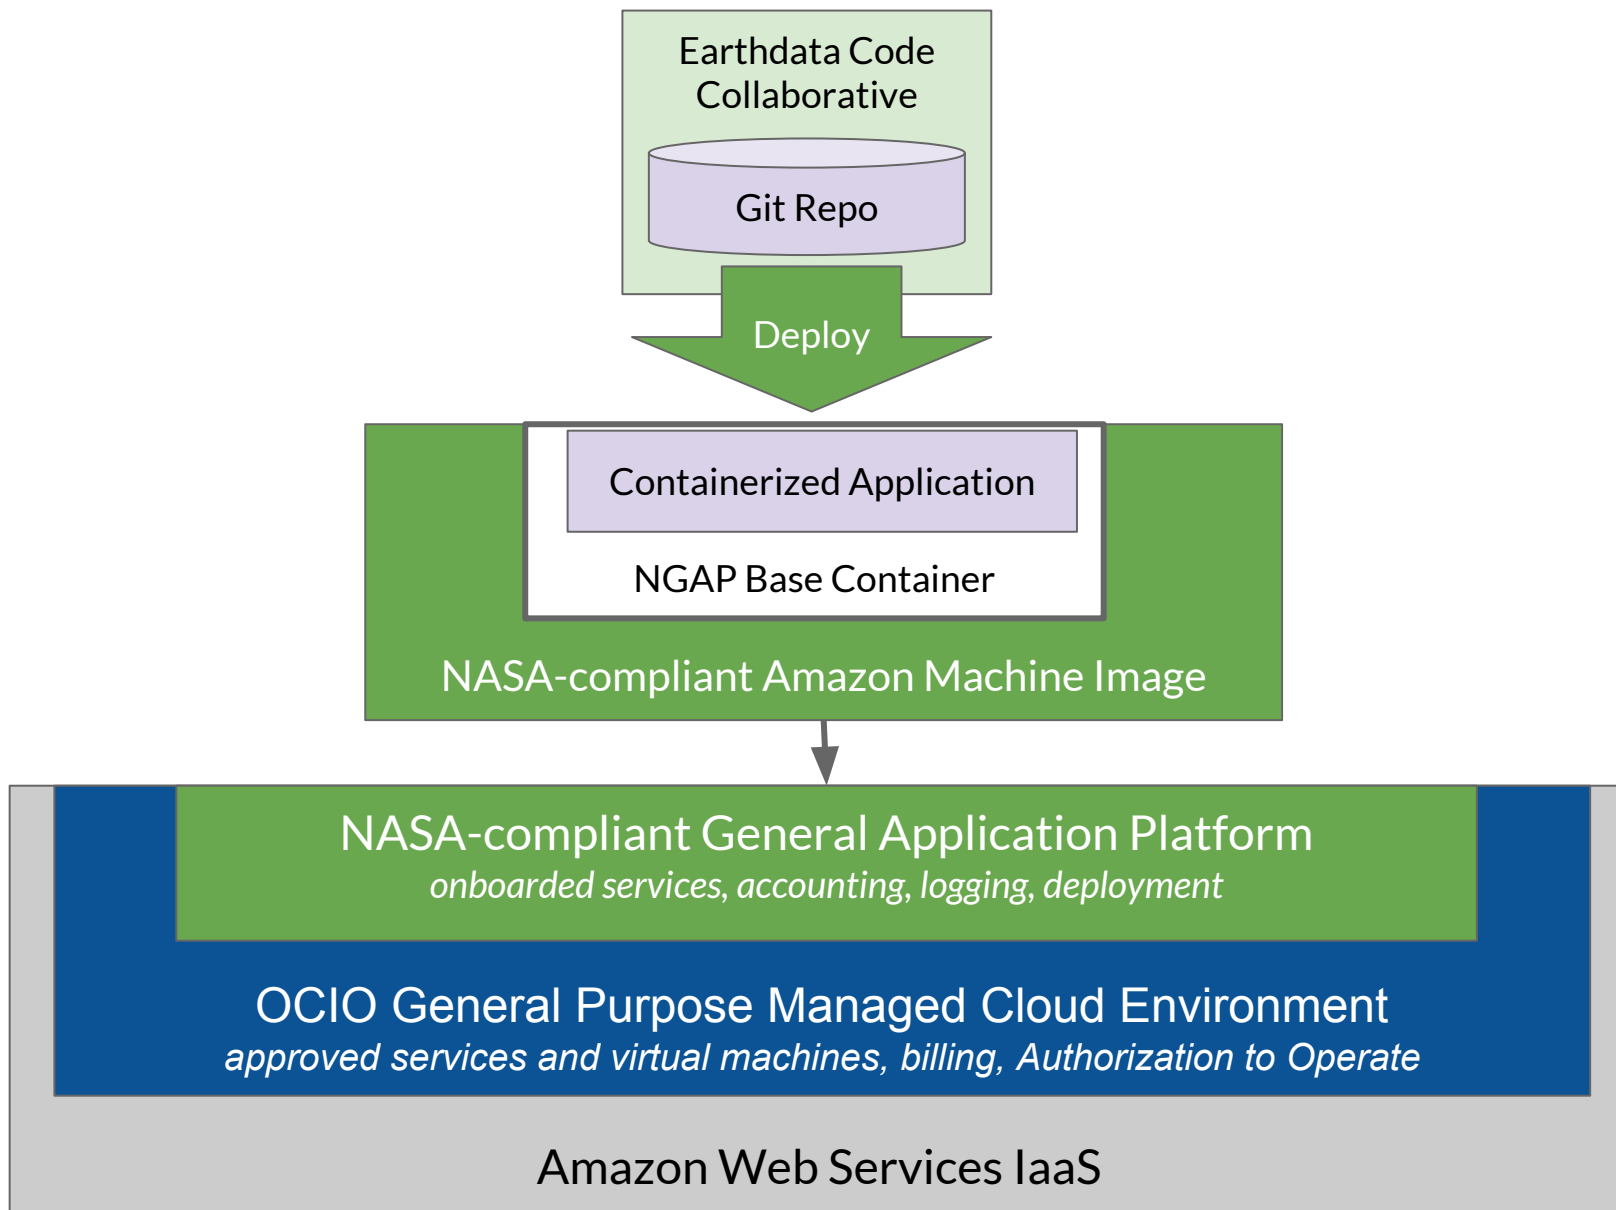 Earthdata Code
Collaborative
Git Repo
Deploy
Containerized Application
NGAP Base Container
NASA-compliant Amazon Machine Image
NASA-compliant General Application Platform
onboarded services, accounting, logging, deployment
OCIO General Purpose Managed Cloud Environment
approved services and virtual machines, billing, Authorization to Operate
Amazon Web Services IaaS